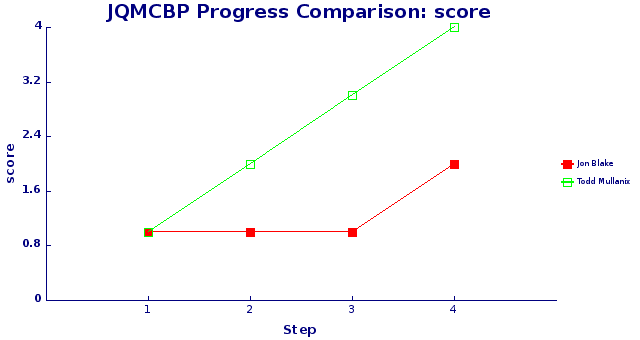 JQMCBP Progress Comparison: score
4
3.2
2.4
1.6
0.8
0
score
1
2
3
4
Step
Jon Blake
Todd Mullanix